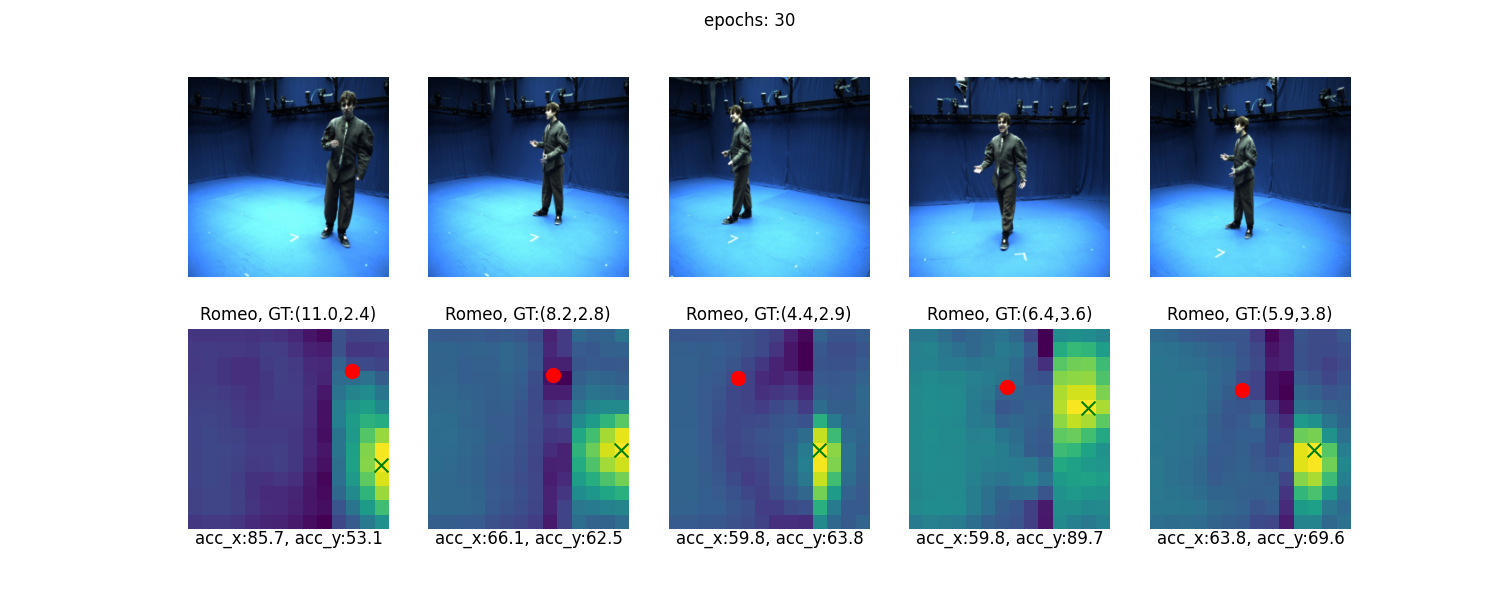 epochs: 30
Romeo, GT:(11.0,2.4)
Romeo, GT:(8.2,2.8)
Romeo, GT:(4.4,2.9)
Romeo, GT:(6.4,3.6)
Romeo, GT:(5.9,3.8)
acc_x:85.7, acc_y:53.1
acc_x:66.1, acc_y:62.5
acc_x:59.8, acc_y:63.8
acc_x:59.8, acc_y:89.7
acc_x:63.8, acc_y:69.6